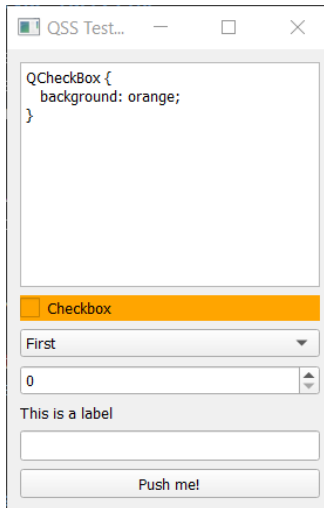 QSS Test...
QCheckBox {
   background: orange;
}
Checkbox
First
0
This is a label
Push me!